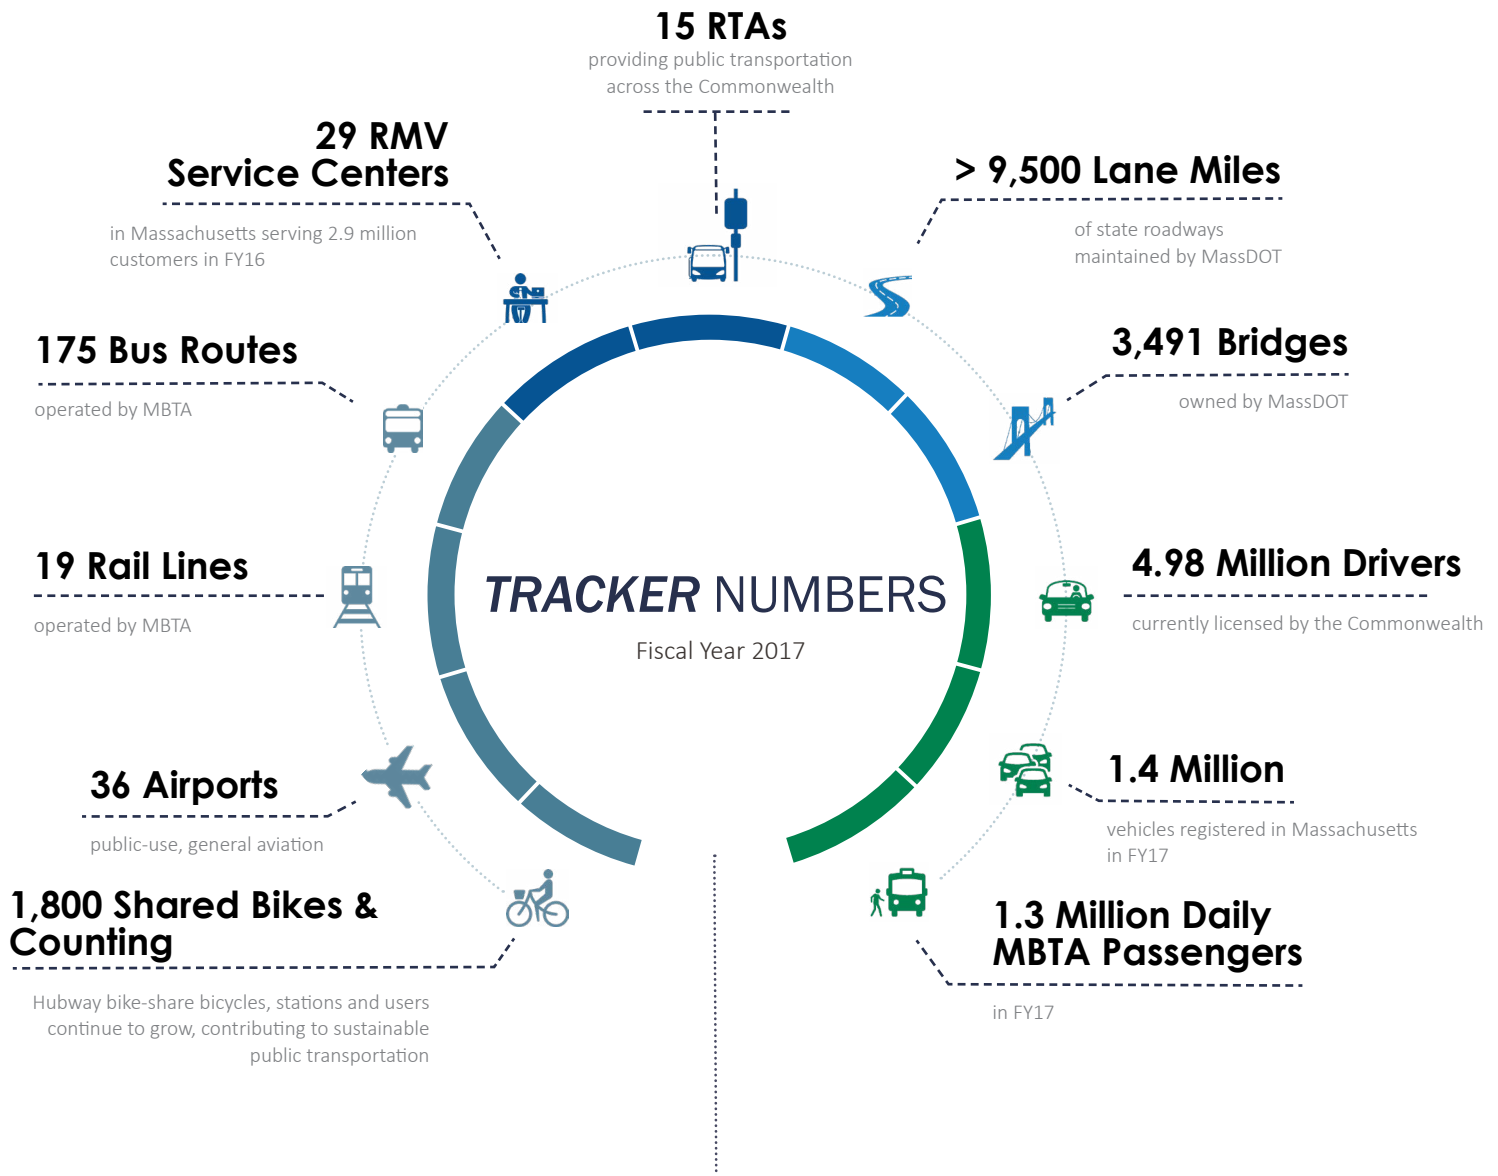 15 RTAs
providing public transportation
across the Commonwealth
29 RMV
Service Centers
in Massachusetts serving 2.9 million
customers in FY16
> 9,500 Lane Miles
of state roadways
maintained by MassDOT
175 Bus Routes
operated by MBTA
3,491 Bridges
owned by MassDOT
19 Rail Lines
operated by MBTA
TRACKER NUMBERS
Fiscal Year 2017
4.98 Million Drivers
currently licensed by the Commonwealth
36 Airports
public-use, general aviation
1.4 Million
vehicles registered in Massachusetts
in FY17
1,800 Shared Bikes &
Counting
Hubway bike-share bicycles, stations and users
continue to grow, contributing to sustainable
public transportation
1.3 Million Daily
MBTA Passengers
in FY17